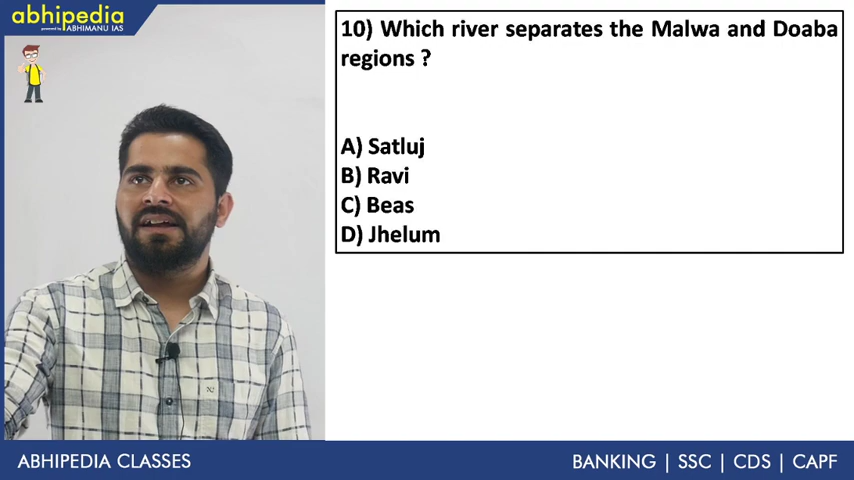 abhipedia
powered by ABHIMANU IAS
10) Which river separates the Malwa and Doaba
regions ?
A) Satluj
B) Ravi
C) Beas
D) Jhelum
ABHIPEDIA CLASSES
BANKING | SSC | CDS | CAPF